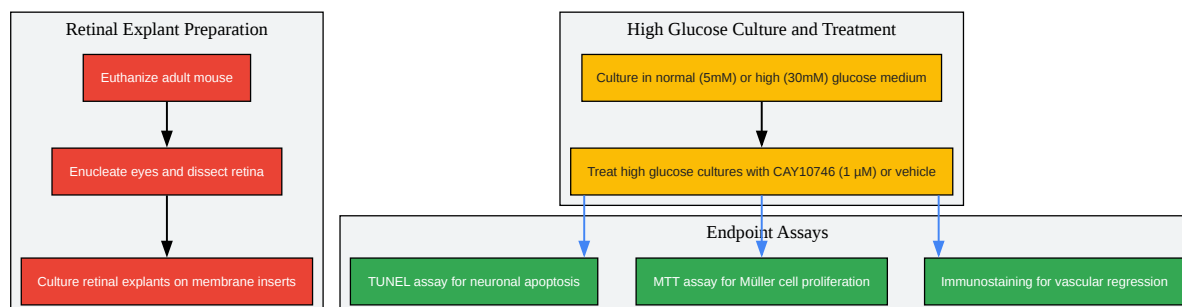 Retinal Explant Preparation
Euthanize adult mouse
Enucleate eyes and dissect retina
Culture retinal explants on membrane inserts
High Glucose Culture and Treatment
Culture in normal (5mM) or high (30mM) glucose medium
Treat high glucose cultures with CAY10746 (1 µM) or vehicle
Endpoint Assays
TUNEL assay for neuronal apoptosis
MTT assay for Müller cell proliferation
Immunostaining for vascular regression